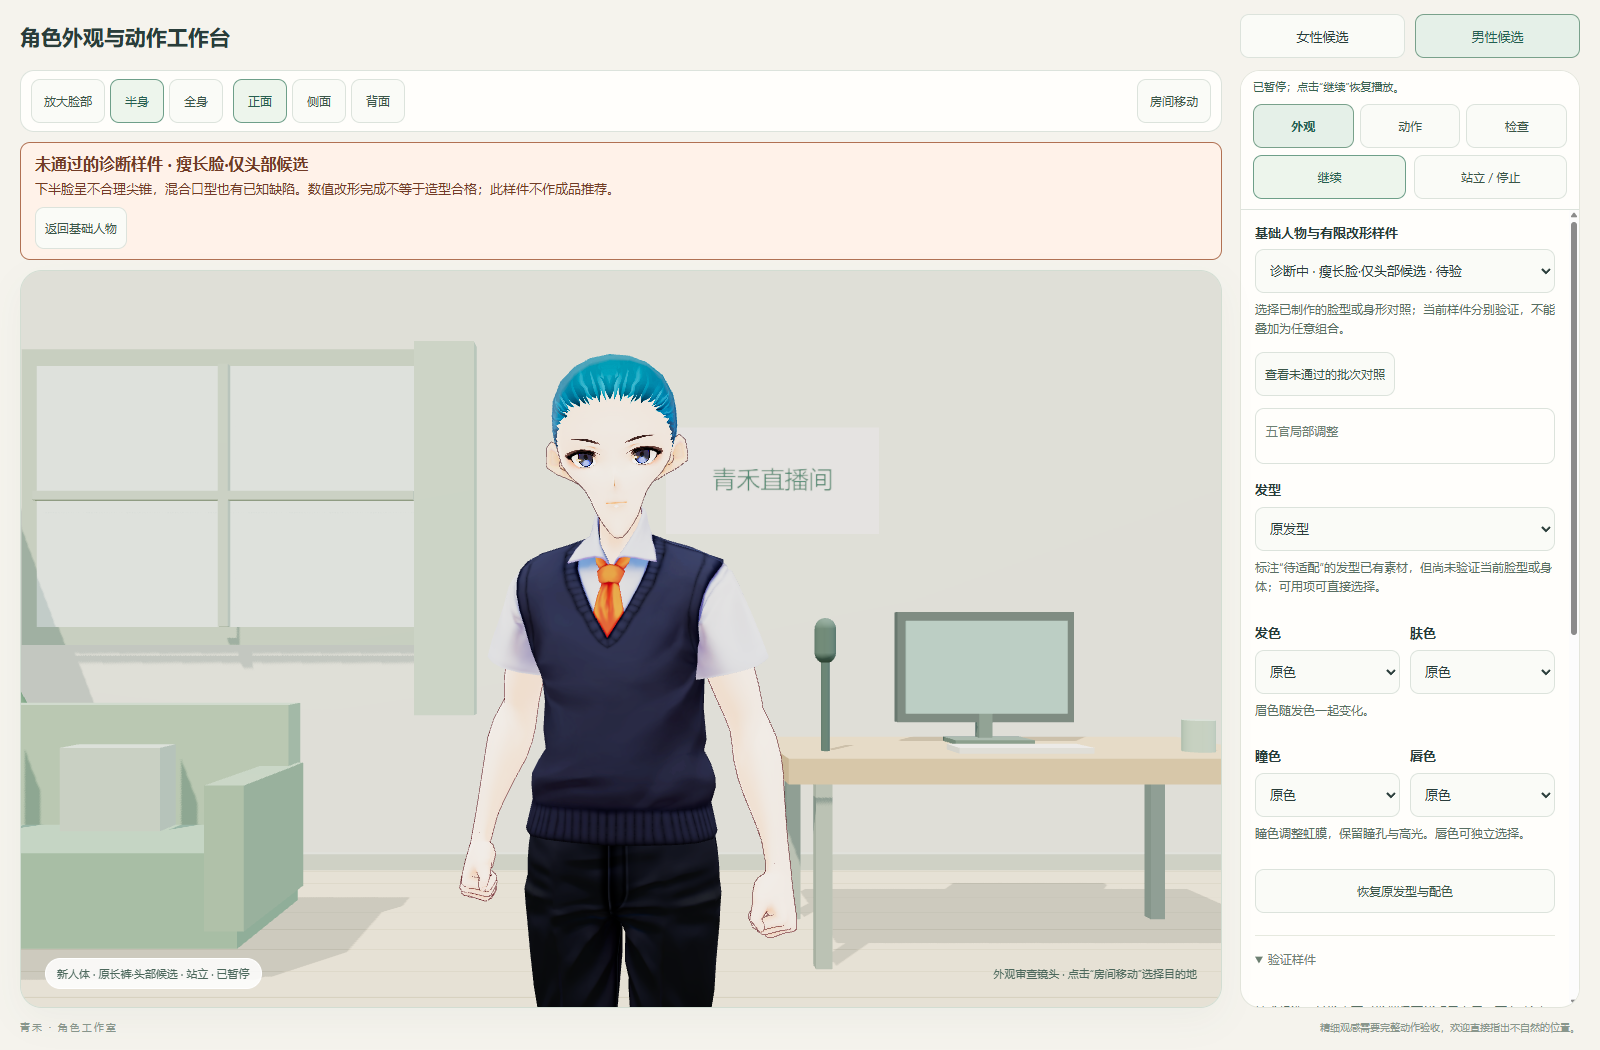 角色外观与动作工作台
女性候选
男性候选
放大脸部
半身
全身
正面
侧面
背面
房间移动
已暂停；点击“继续”恢复播放。
外观
动作
检查
继续
站立 / 停止
未通过的诊断样件 · 瘦长脸·仅头部候选
下半脸呈不合理尖锥，混合口型也有已知缺陷。数值改形完成不等于造型合格；此样件不作成品推荐。
返回基础人物
青禾直播间
新人体 · 原长裤·头部候选 · 站立 · 已暂停
外观审查镜头 · 点击“房间移动”选择目的地
基础人物与有限改形样件
诊断中 · 瘦长脸·仅头部候选 · 待验
选择已制作的脸型或身形对照；当前样件分别验证，不能
叠加为任意组合。
查看未通过的批次对照
五官局部调整
发型
原发型
标注“待适配”的发型已有素材，但尚未验证当前脸型或身
体；可用项可直接选择。
发色
肤色
原色
原色
眉色随发色一起变化。
瞳色
唇色
原色
原色
瞳色调整虹膜，保留瞳孔与高光。唇色可独立选择。
恢复原发型与配色
▼ 验证样件
青禾 · 角色工作室
精细观感需要完整动作验收，欢迎直接指出不自然的位置。